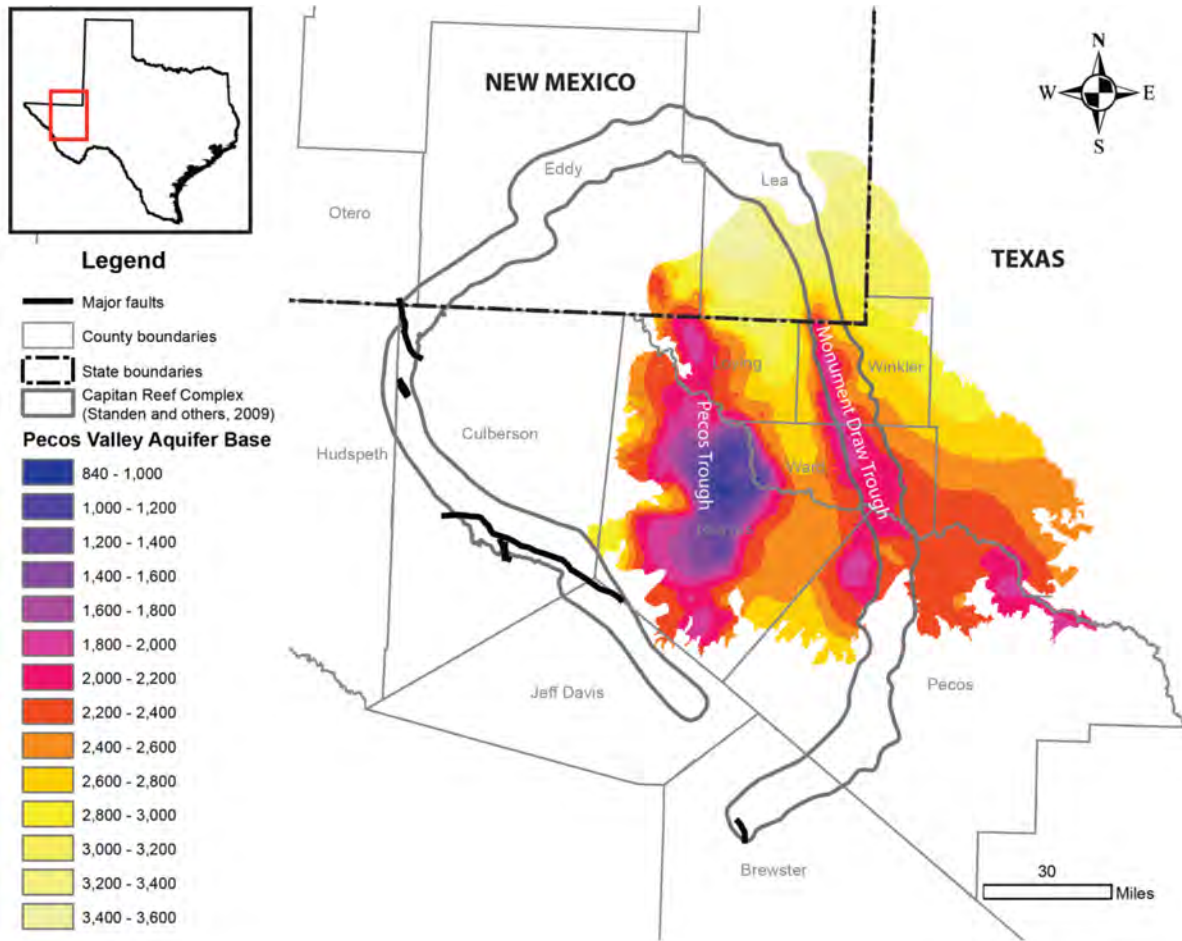 NEW MEXICO
N
W
E
S
Eddy
Lea
Otero
TEXAS
Legend
Major faults
County boundaries
State boundaries
Capitan Reef Complex
(Standen and others, 2009)
Pecos Valley Aquifer Base
840 - 1,000
1,000 - 1,200
1,200 - 1,400
1,400 - 1,600
1,600 - 1,800
1,800 - 2,000
2,000 - 2,200
2,200 - 2,400
2,400 - 2,600
2,600 - 2,800
2,800 - 3,000
3,000 - 3,200
3,200 - 3,400
3,400 - 3,600
Loving
Winkler
Monument Draw Trough
Pecos Trough
Culberson
Hudspeth
Ward
Jeff Davis
Pecos
Brewster
30
Miles